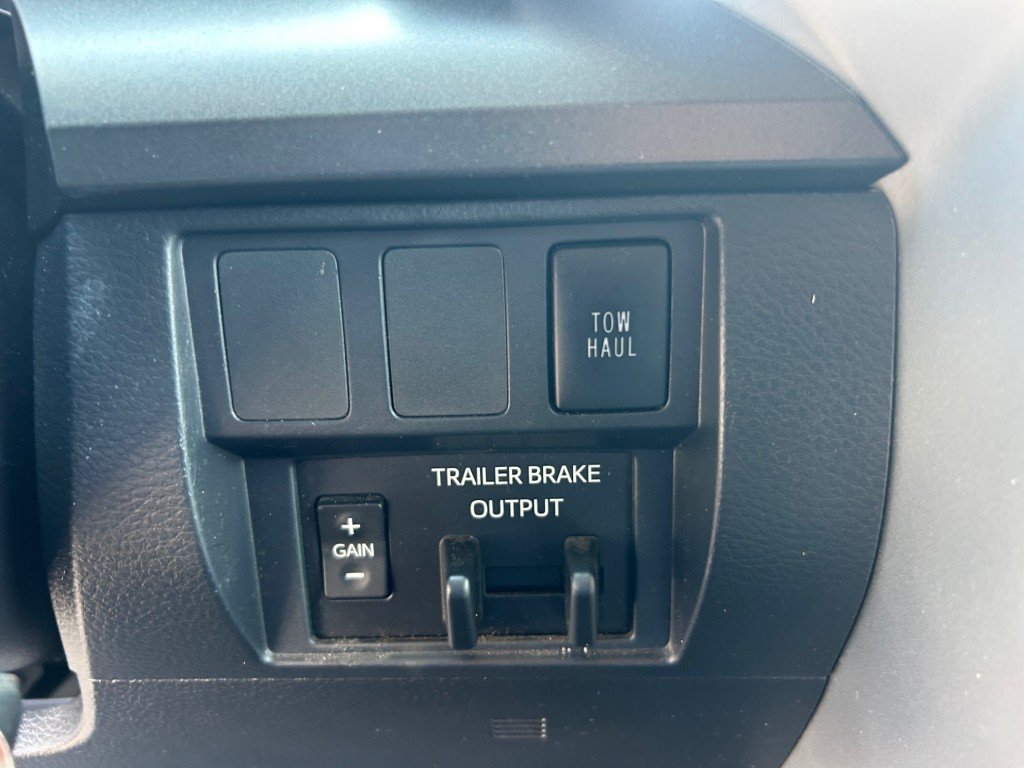 TOW
HAUL
TRAILER BRAKE
OUTPUT
+
GAIN
-